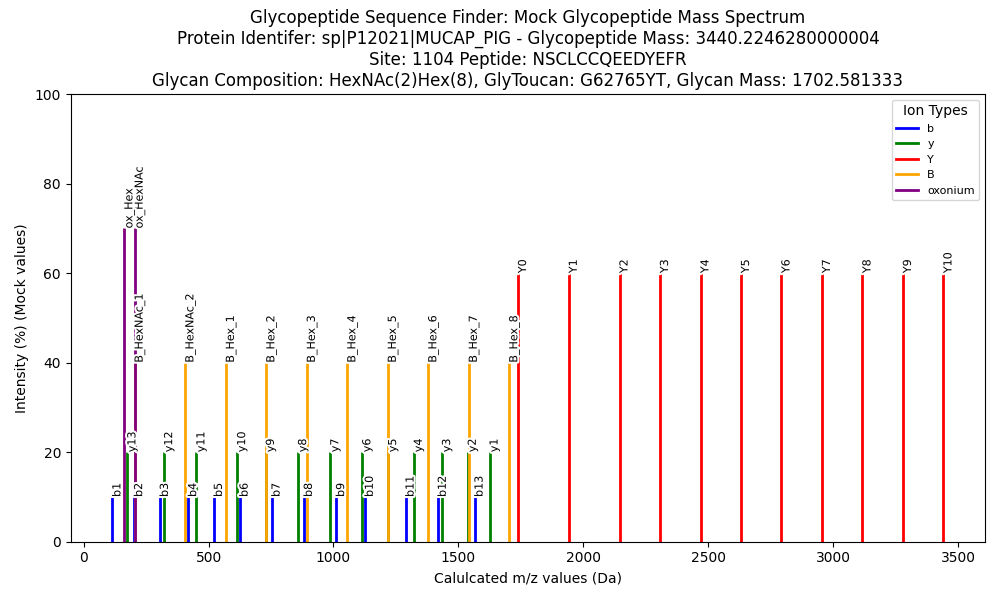 Glycopeptide Sequence Finder: Mock Glycopeptide Mass Spectrum
Protein Identifer: sp|P12021|MUCAP_PIG - Glycopeptide Mass: 3440.2246280000004
Site: 1104 Peptide: NSCLCCQEEDYEFR
Glycan Composition: HexNAc(2)Hex(8), GlyToucan: G62765YT, Glycan Mass: 1702.581333
Intensity (%) (Mock values)
100
80
60
40
20
0
Ion Types
b
y
Y
B
oxonium
ox_Hex
ox_HexNAc
B_HexNAc_1
B_HexNAc_2
B_Hex_1
B_Hex_2
B_Hex_3
B_Hex_4
B_Hex_5
B_Hex_6
B_Hex_7
B_Hex_8
Y0
Y1
Y2
Y3
Y4
Y5
Y6
Y7
Y8
Y9
Y10
y13
y12
y11
y10
y9
y8
y7
y6
y5
y4
y3
y2
y1
b1
b2
b3
b4
b5
b6
b7
b8
b9
b10
b11
b12
b13
0
500
1000
1500
2000
2500
3000
3500
Calulcated m/z values (Da)